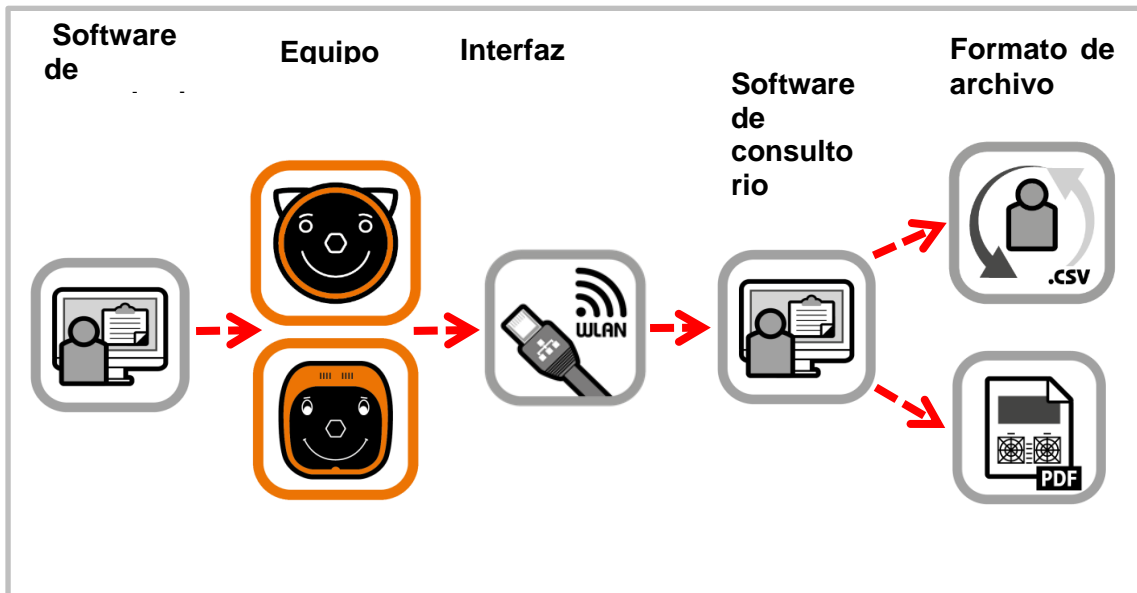 Software
de
Equipo
Interfaz
Software
de
consulto
rio
Formato de
archivo
WLAN
.csv
PDF